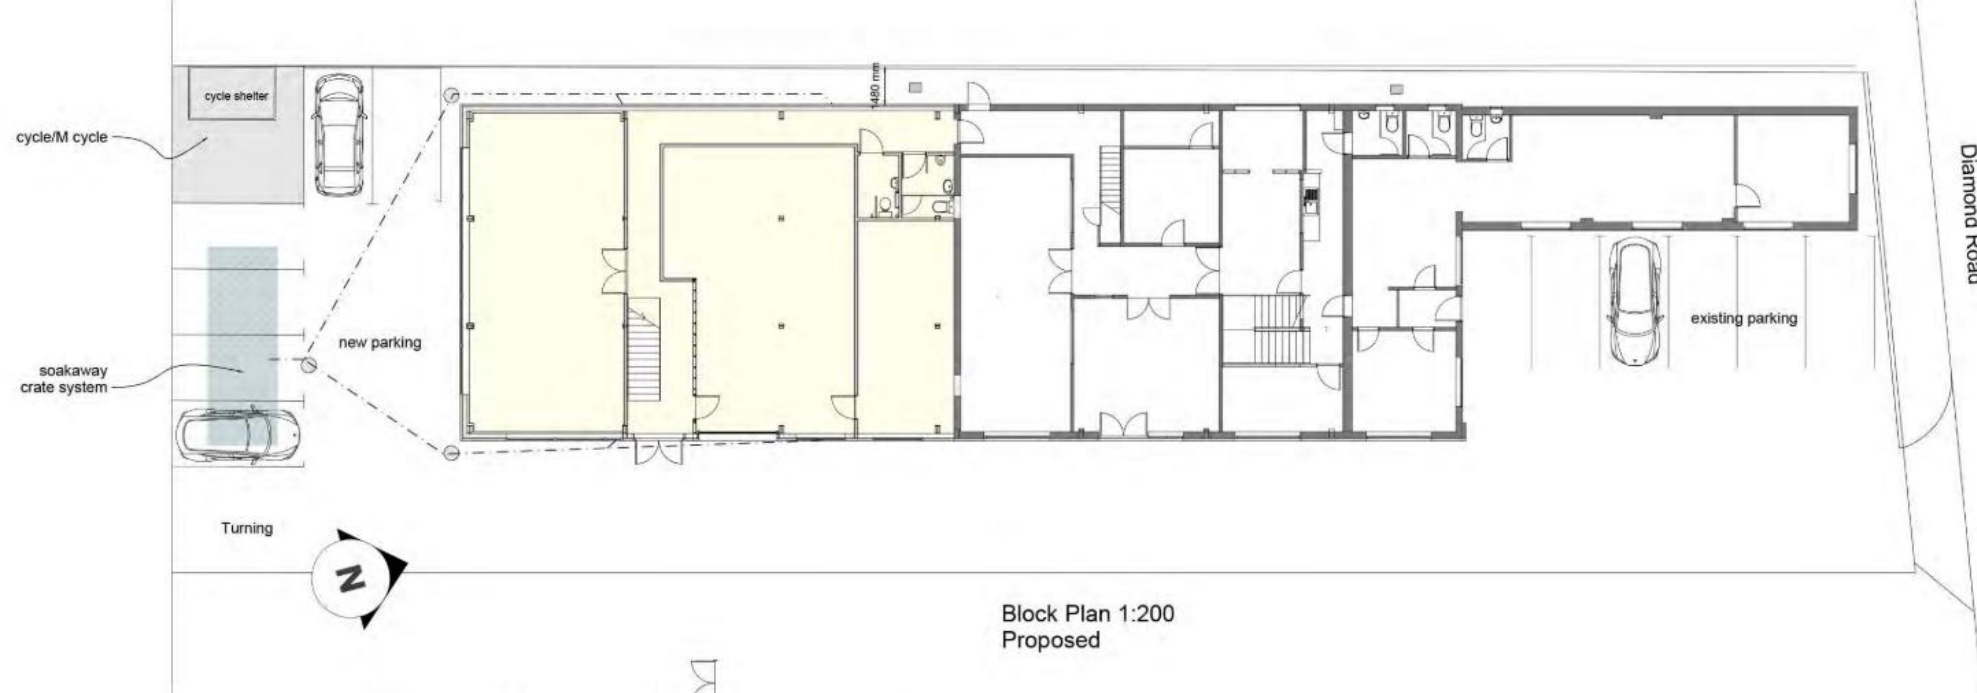 cycle shelter
cycle/M cycle
480 mm
Diamond Road
new parking
existing parking
soakaway
crate system
Turning
N
Block Plan 1:200
Proposed